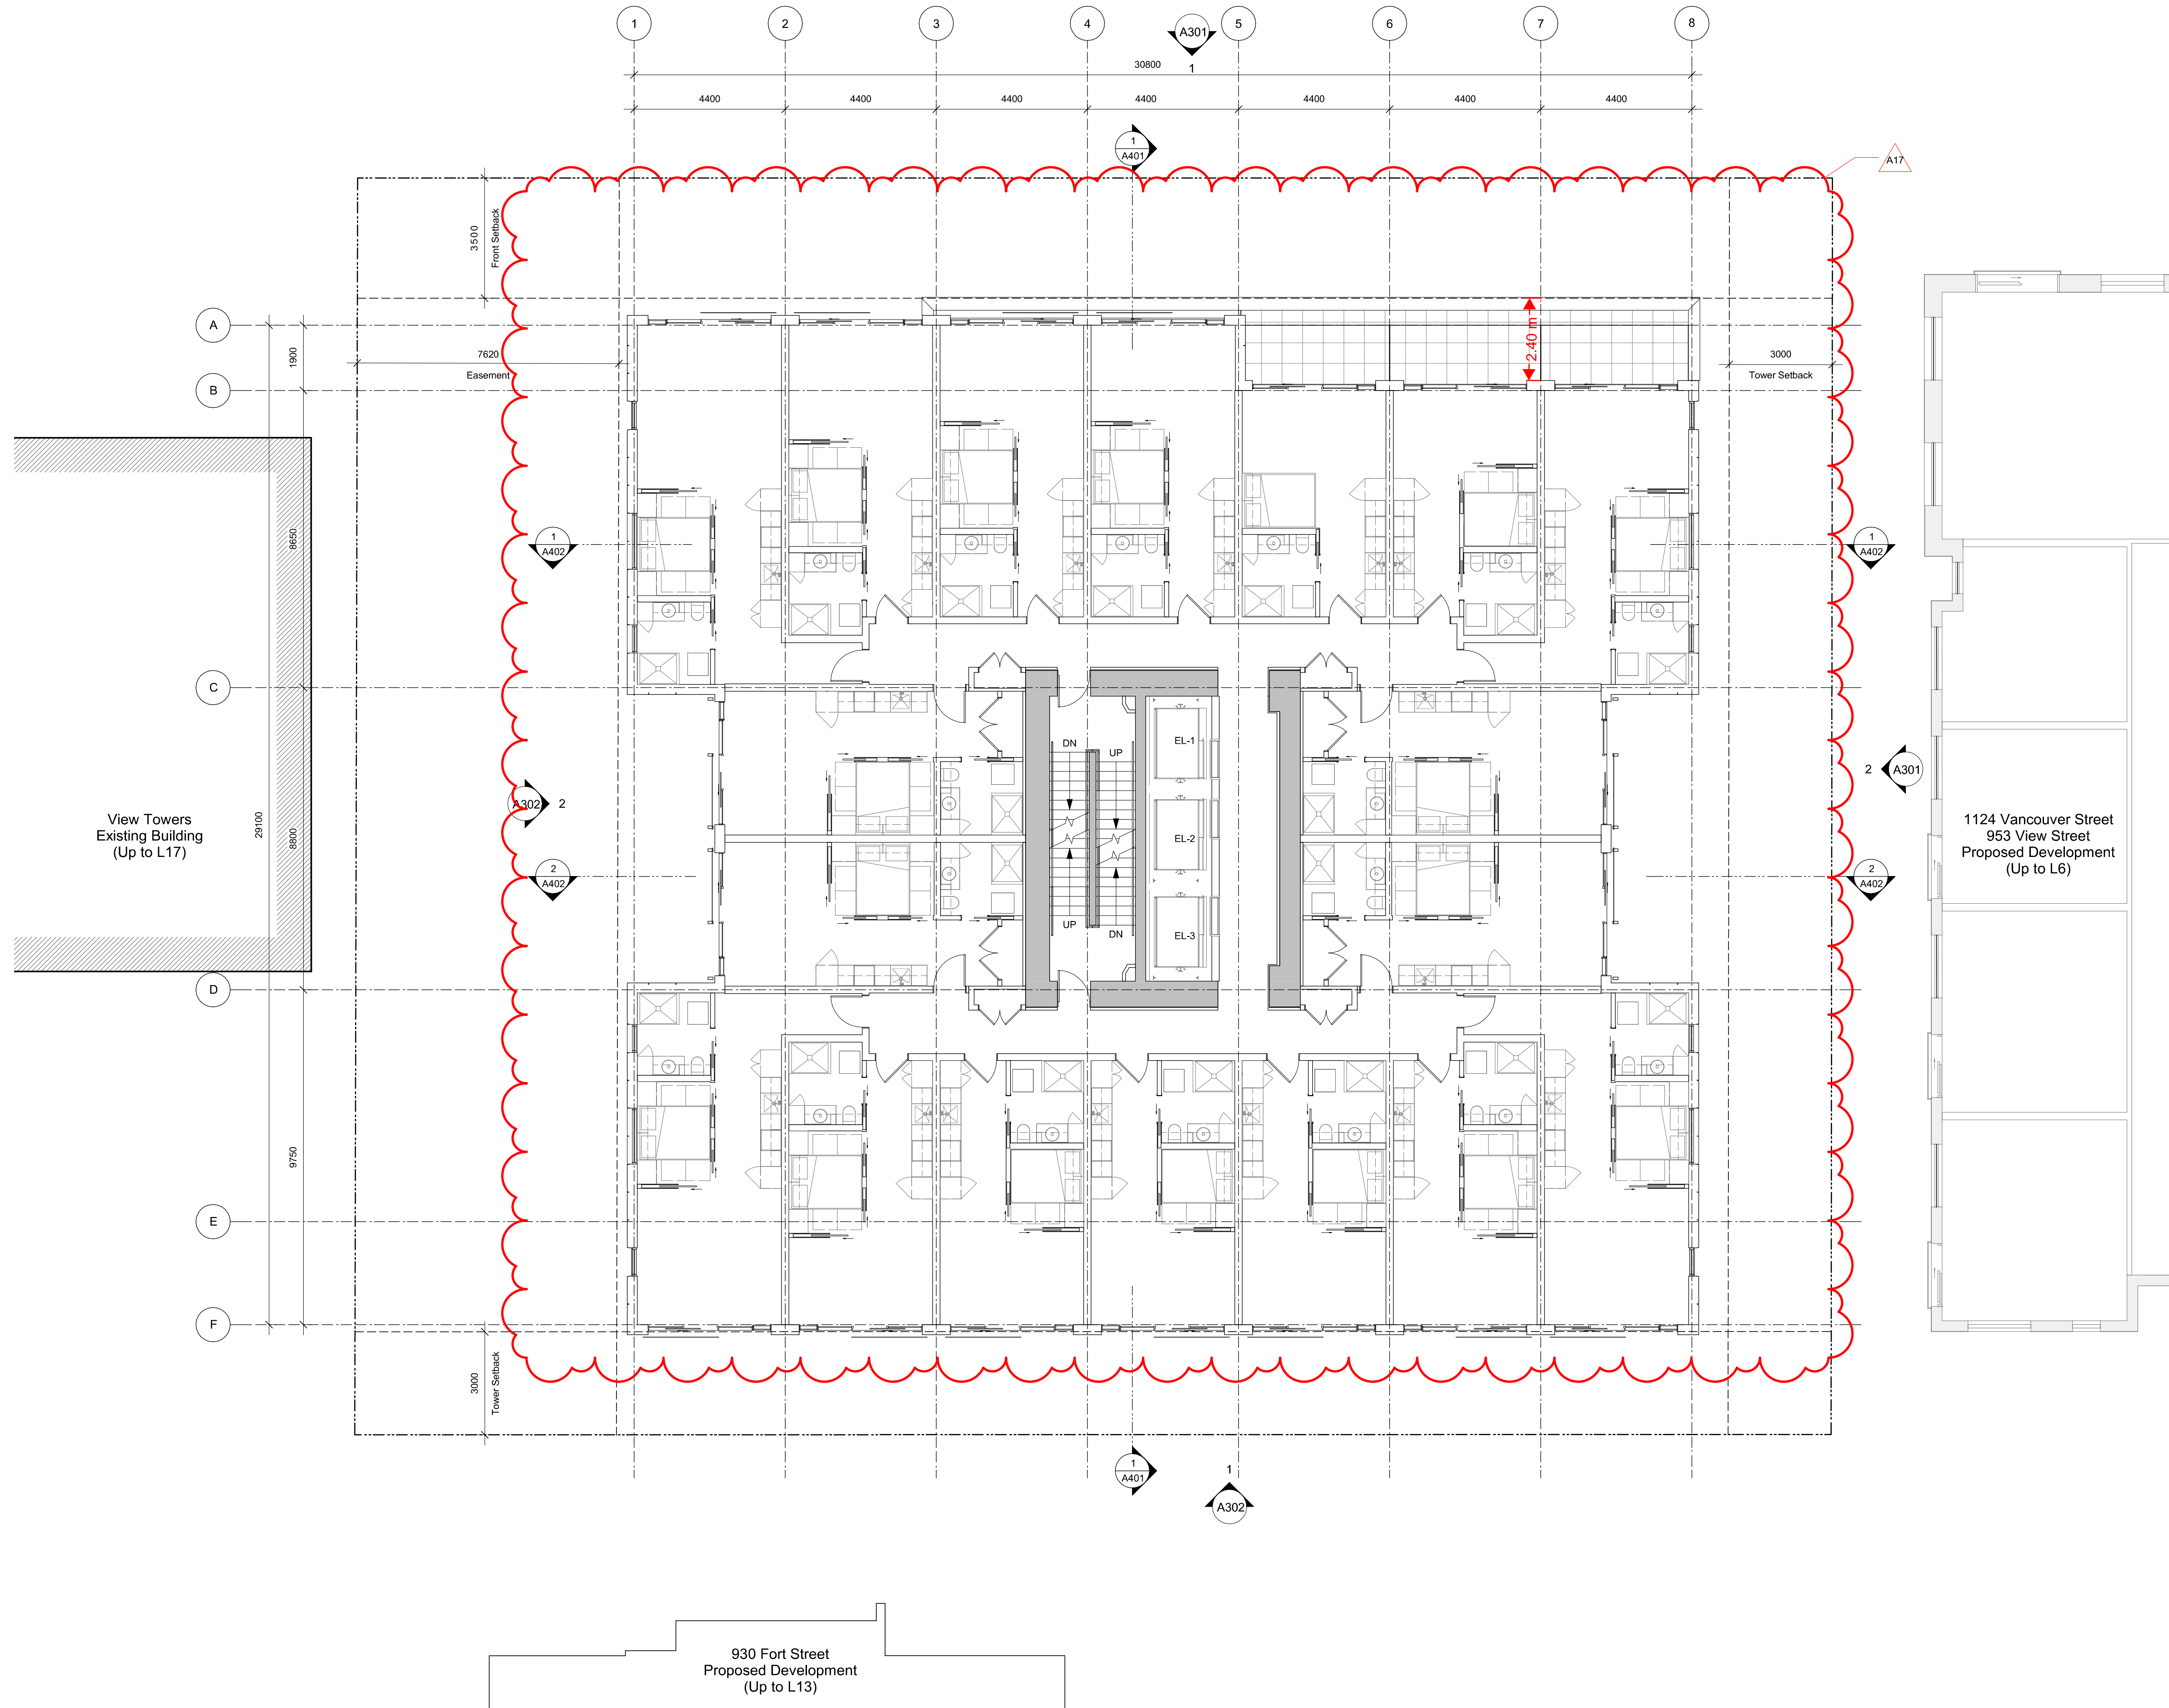 1 2 3 4 5 6 7 8
A301
1
30800
4400 4400 4400 4400 4400 4400 4400
1
A401
A17
3500
Front Setback
A
1900
7620
Easement
2.40 m
3000
Tower Setback
B
8650
1
A402
1
A402
C
DN
UP
EL-1
A302 2
2 A301
View Towers
Existing Building
(Up to L17)
29100
8800
EL-2
1124 Vancouver Street
953 View Street
Proposed Development
(Up to L6)
2
A402
2
A402
UP
DN
EL-3
D
9750
E
F
3000
Tower Setback
1
A401
1
A302
930 Fort Street
Proposed Development
(Up to L13)